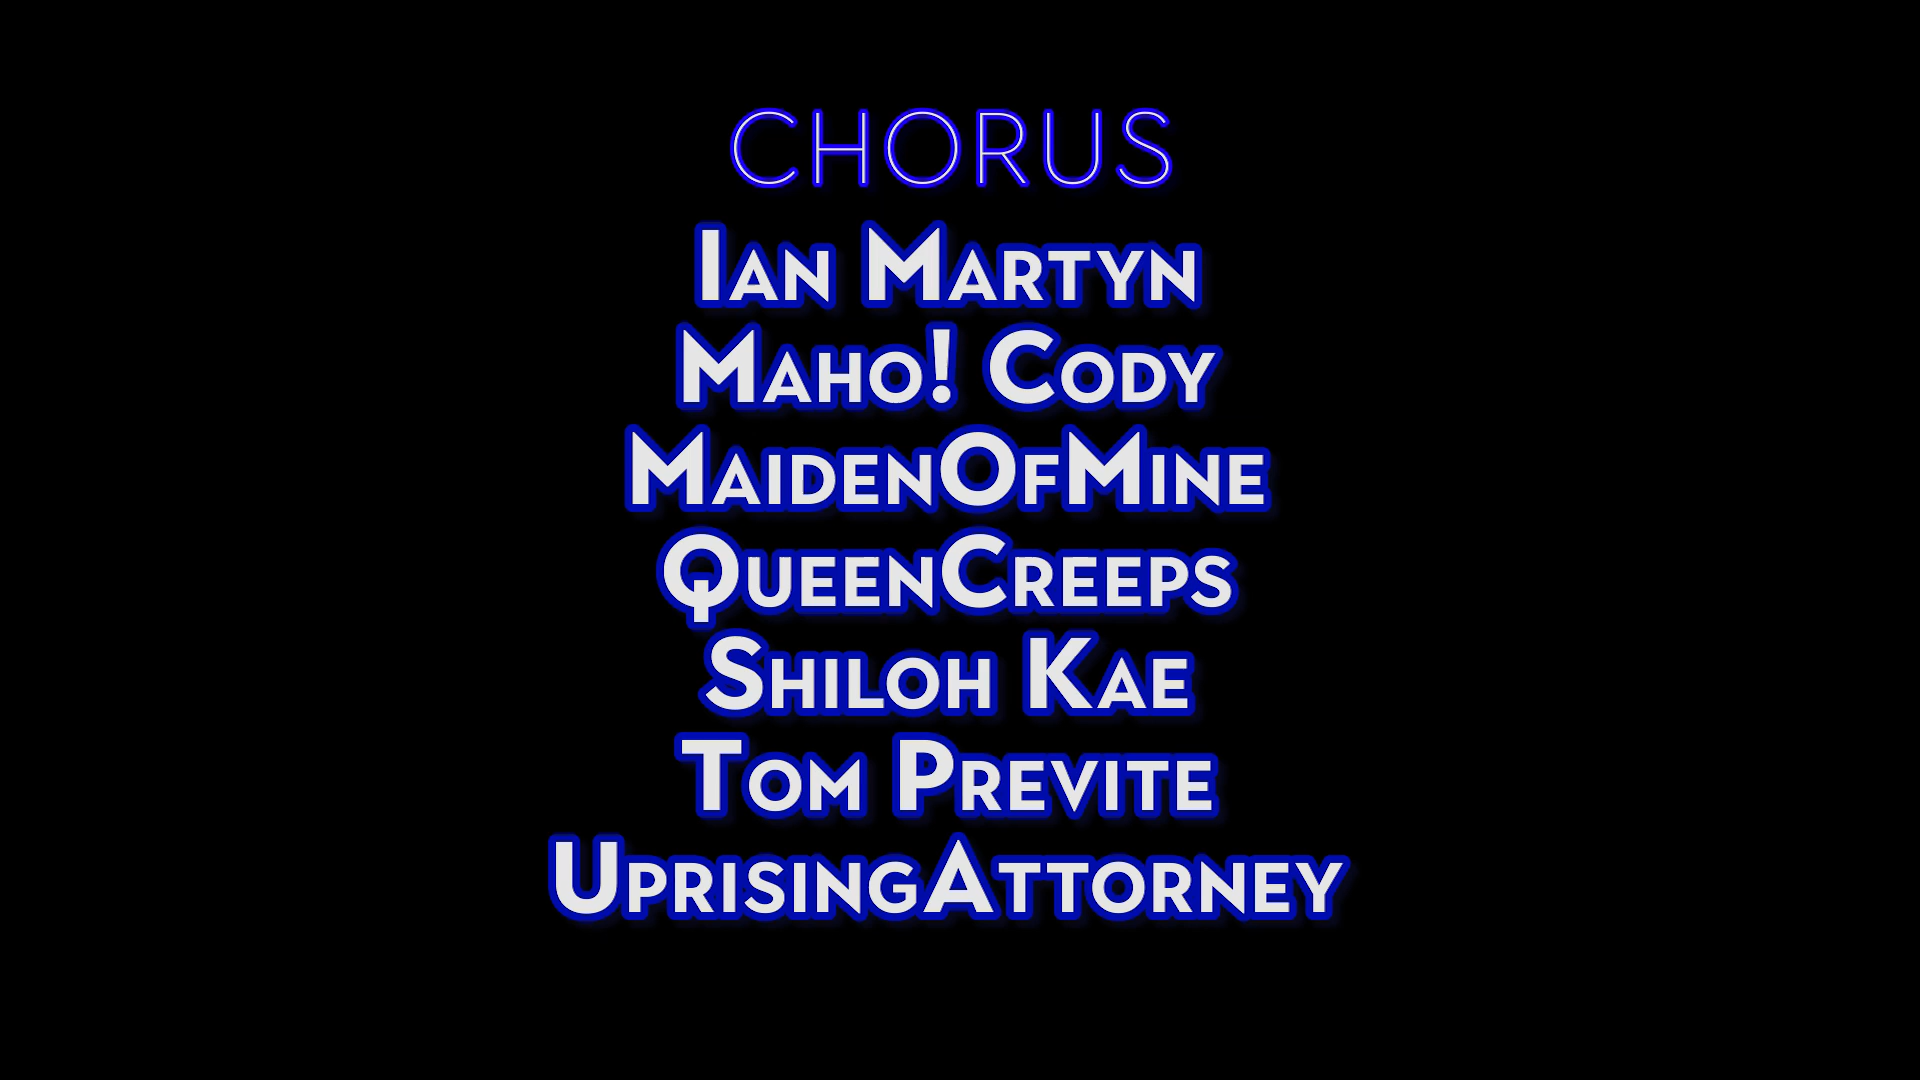 CHORUS
Ian Martyn
Maho! Cody
MaidenOfMine
QueenCreeps
Shiloh Kae
Tom Previte
UprisingAttorney